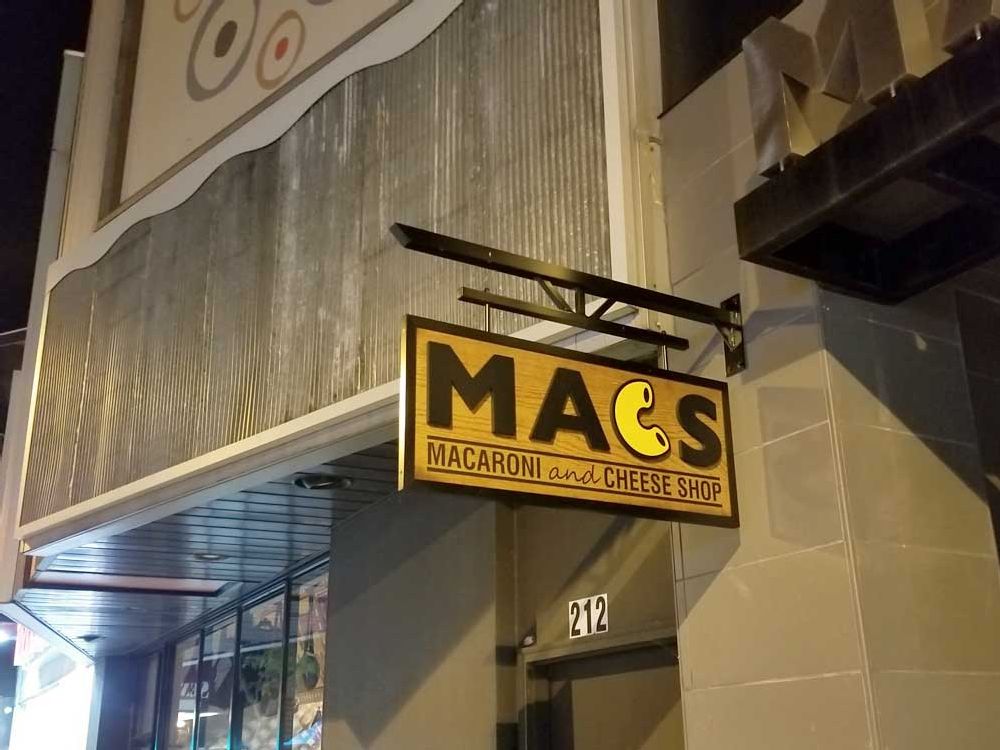 MACS
MACARONI and CHEESE SHOP
212